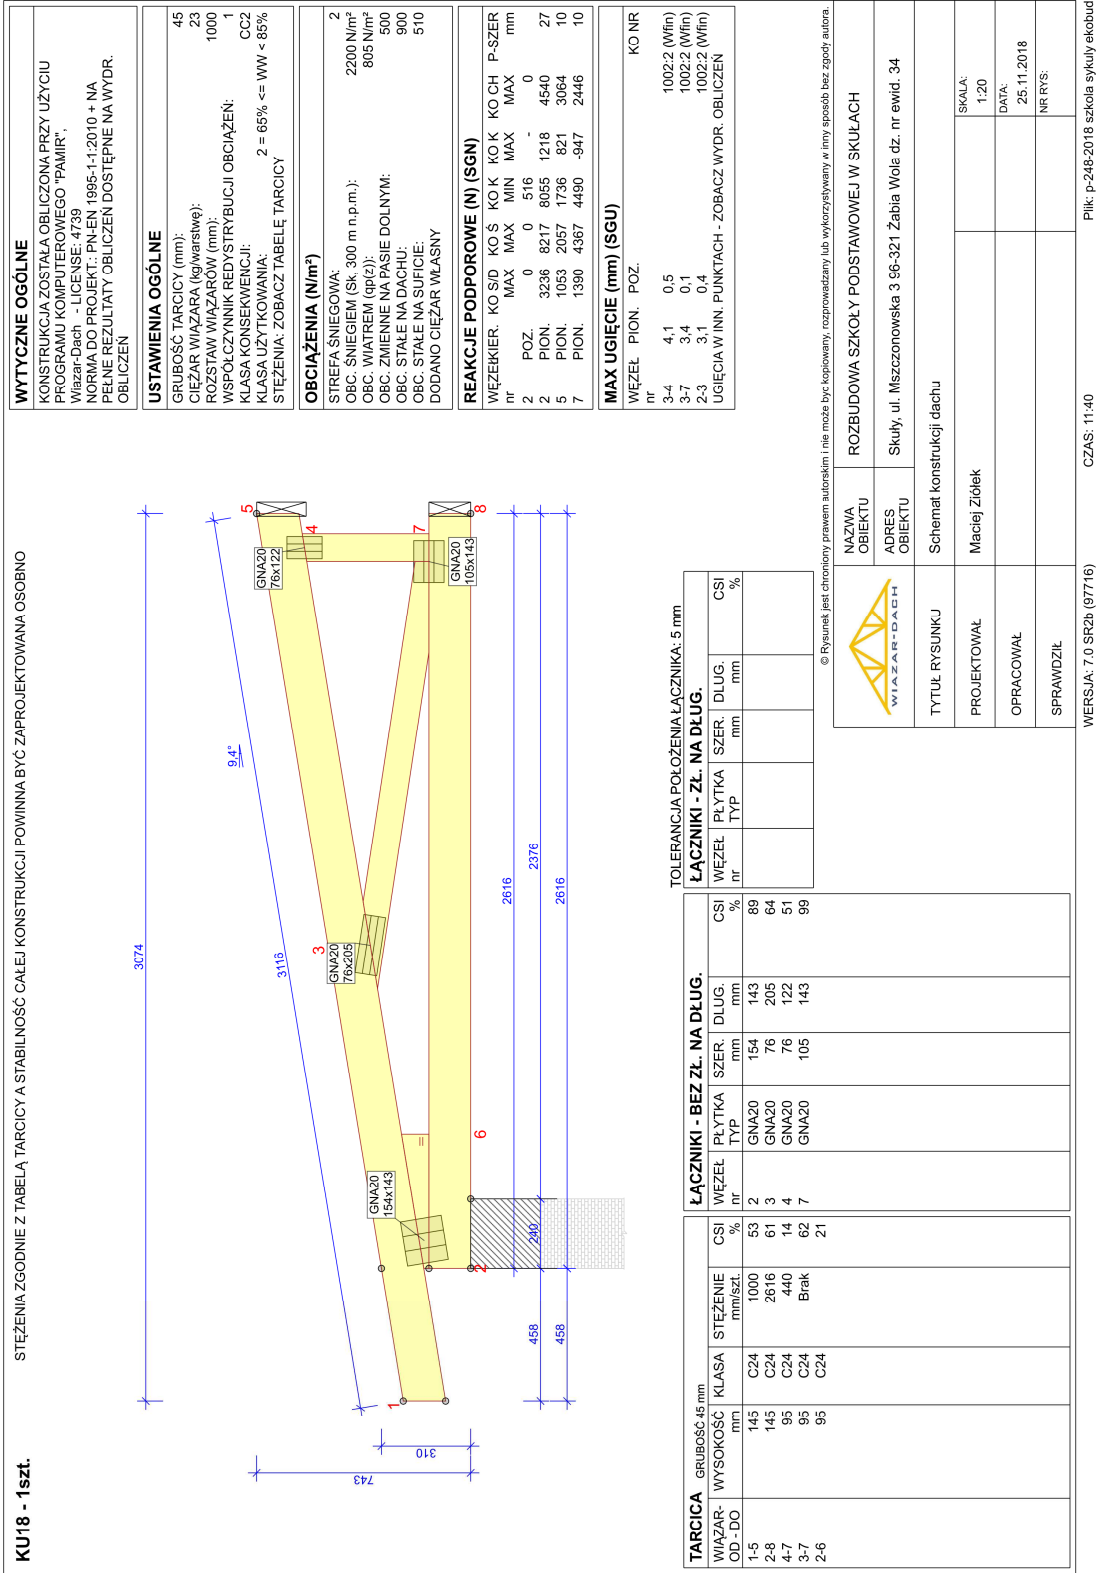 KU18 - 1szt.
STĘŻENIA ZGODNIE Z TABELĄ TARCICY A STABILNOŚĆ CAŁEJ KONSTRUKCJI POWINNA BYĆ ZAPROJEKTOWANA OSOBNO
WYTYCZNE OGÓLNE
KONSTRUKCJA ZOSTAŁA OBLICZONA PRZY UŻYCIU
PROGRAMU KOMPUTEROWEGO "PAMIR",
Wiazar-Dach - LICENSE: 4739
NORMA DO PROJEKT.: PN-EN 1995-1-1:2010 + NA
PEŁNE REZULTATY OBLICZEŃ DOSTĘPNE NA WYDR.
OBLICZEŃ
USTAWIENIA OGÓLNE
GRUBOŚĆ TARCICY (mm): 45
CIĘŻAR WIĄZARA (kg/warstwę): 23
ROZSTAW WIĄZARÓW (mm): 1000
WSPÓŁCZYNNIK REDYSTRYBUCJI OBCIĄŻEŃ: 1
KLASA KONSEKWENCJI: CC2
KLASA UŻYTKOWANIA: 2 = 65% <= WW < 85%
STĘŻENIA: ZOBACZ TABELĘ TARCICY
OBCIĄŻENIA (N/m²)
STREFA ŚNIEGOWA: 2
OBC. ŚNIEGIEM (Sk, 300 m n.p.m.): 2200 N/m²
OBC. WIATREM (qp(z)): 805 N/m²
OBC. ZMIENNE NA PASIE DOLNYM: 500
OBC. STAŁE NA DACHU: 900
OBC. STAŁE NA SUFICIE: 510
DODANO CIĘŻAR WŁASNY
REAKCJE PODPOROWE (N) (SGN)
WĘZEŁ KIER. KO S/D KO Ś KO K KO K KO CH P-SZER
nr MAX MAX MIN MAX MAX mm
2 POZ. 0 0 516 - 0
2 PION. 3236 8217 8055 1218 4540 27
5 PION. 1053 2057 1736 821 3064 10
7 PION. 1390 4367 4490 -947 2446 10
MAX UGIĘCIE (mm) (SGU)
WĘZEŁ PION. POZ. KO NR
nr
3-4 4,1 0,5 1002:2 (Wfin)
3-7 3,4 0,1 1002:2 (Wfin)
2-3 3,1 0,4 1002:2 (Wfin)
UGIĘCIA W INN. PUNKTACH - ZOBACZ WYDR. OBLICZEŃ
3074
3116
9,4°
743
310
1
GNA20
154x143
3
GNA20
76x205
5
4
GNA20
76x122
7
GNA20
105x143
8
6
2
240
2616
458
2376
458
2616
TOLERANCJA POŁOŻENIA ŁĄCZNIKA: 5 mm
TARCICA GRUBOŚĆ 45 mm
WIĄZAR- WYSOKOŚĆ KLASA STĘŻENIE CSI
OD - DO mm mm/szt. %
1-5 145 C24 1000 53
2-8 145 C24 2616 61
4-7 95 C24 440 14
3-7 95 C24 Brak 62
2-6 95 C24 21
ŁĄCZNIKI - BEZ ZŁ. NA DŁUG.
WĘZEŁ PŁYTKA SZER. DLUG. CSI
nr TYP mm mm %
2 GNA20 154 143 89
3 GNA20 76 205 64
4 GNA20 76 122 51
7 GNA20 105 143 99
ŁĄCZNIKI - ZŁ. NA DŁUG.
WĘZEŁ PŁYTKA SZER. DLUG. CSI
nr TYP mm mm %
© Rysunek jest chroniony prawem autorskim i nie może być kopiowany, rozprowadzany lub wykorzystywany w inny sposób bez zgody autora.
WIAZAR-DACH
NAZWA
OBIEKTU
ROZBUDOWA SZKOŁY PODSTAWOWEJ W SKUŁACH
ADRES
OBIEKTU
Skuły, ul. Mszczonowska 3 96-321 Żabia Wola dz. nr ewid. 34
TYTUŁ RYSUNKU
Schemat konstrukcji dachu
PROJEKTOWAŁ
Maciej Ziółek
SKALA:
1:20
OPRACOWAŁ
DATA:
25.11.2018
SPRAWDZIŁ
NR RYS:
WERSJA: 7.0 SR2b (97716)
CZAS: 11:40
Plik: p-248-2018 szkola sykuly ekobud